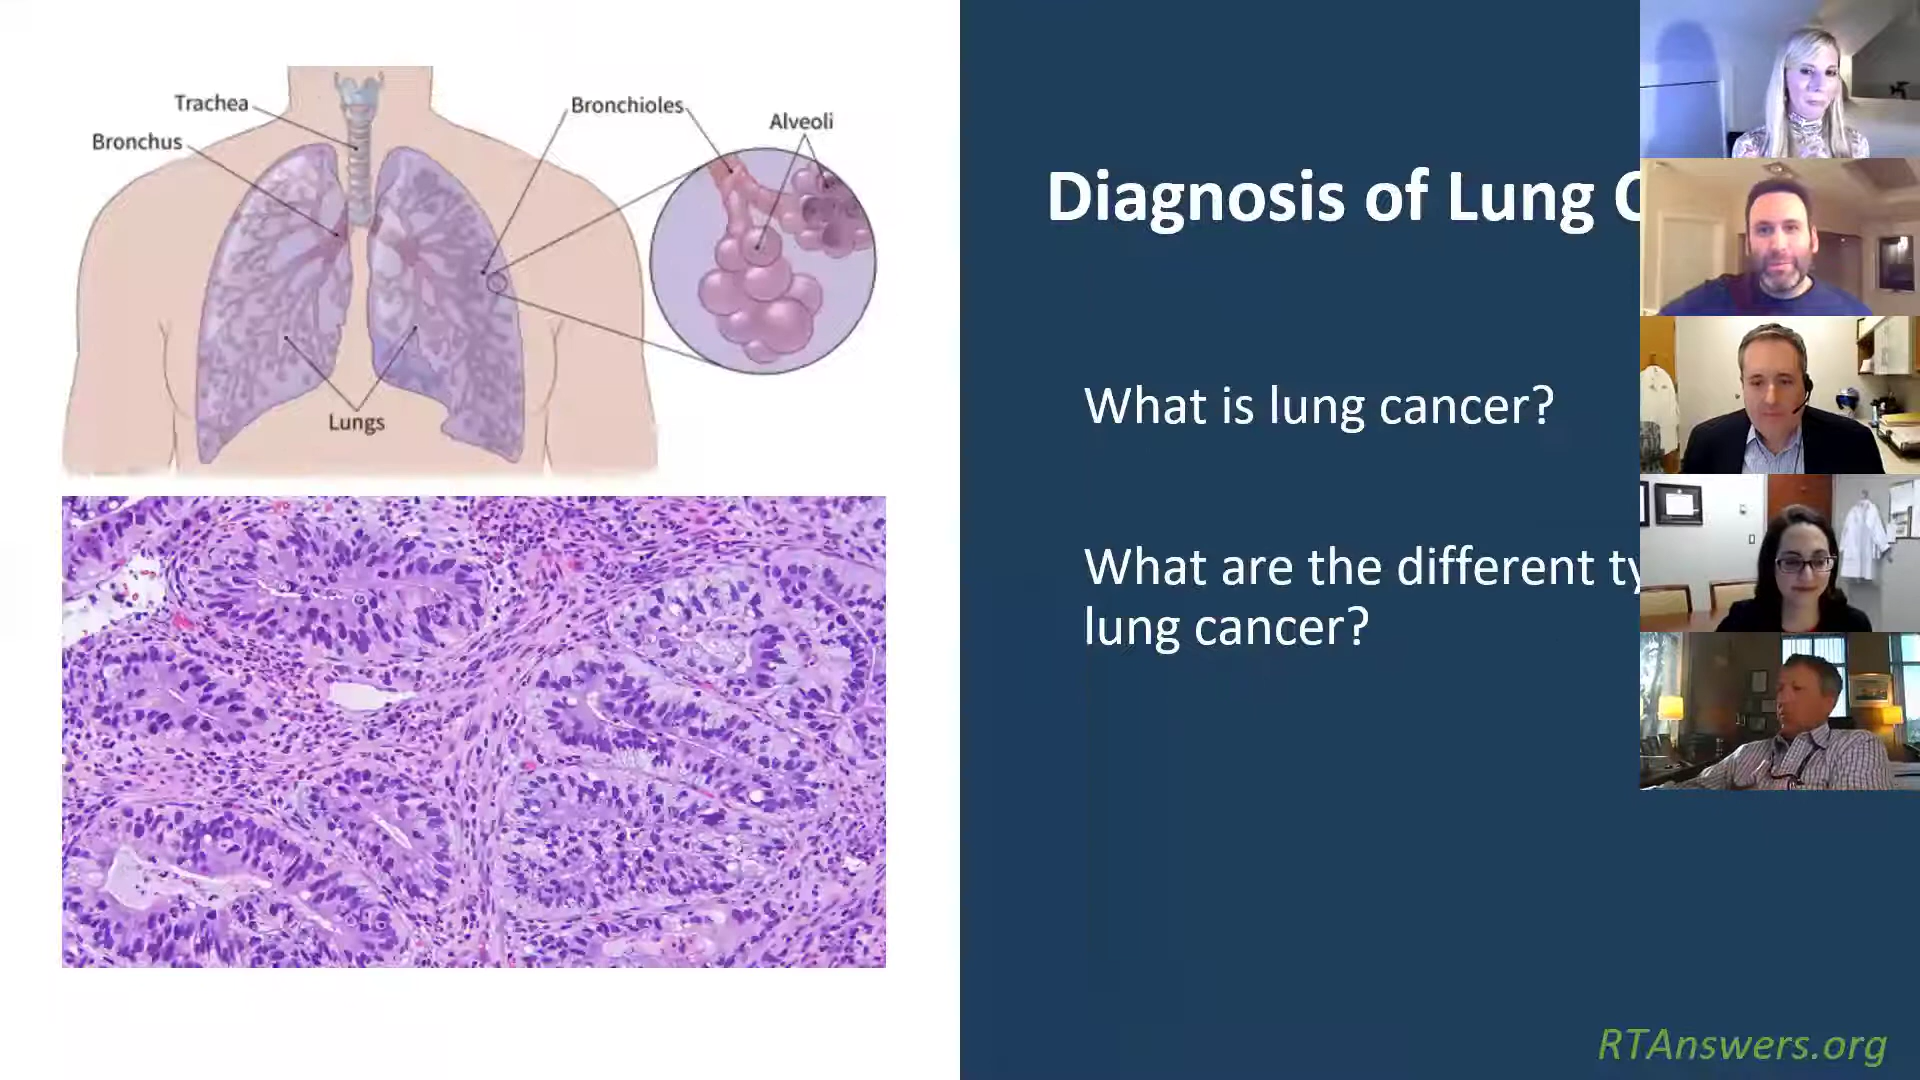 Trachea
Bronchus
Bronchioles
Alveoli
Lungs
Diagnosis of Lung
What is lung cancer?
What are the different
lung cancer?
RTAnswers.org